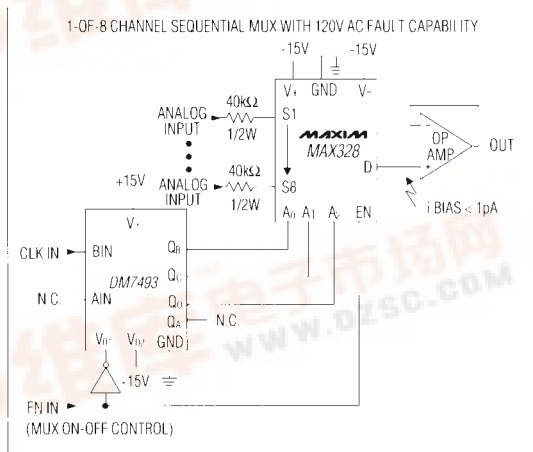 1-OF-8 CHANNEL SEQUENTIAL MUX WITH 120V AC FAULT CAPABILITY
-15V -15V
40kΩ V+ GND V-
ANALOG INPUT S1
1/2W
MAXIM
MAX328
OP AMP
OUT
40kΩ
D
+15V ANALOG INPUT S8
1/2W
A0 A1 A2 EN
i BIAS < 1pA
CLK IN BIN QB
DM7493
QC
N.C. AIN QD
QA N.C.
GND
-15V
EN IN
(MUX ON-OFF CONTROL)
WWW.DZSC.COM